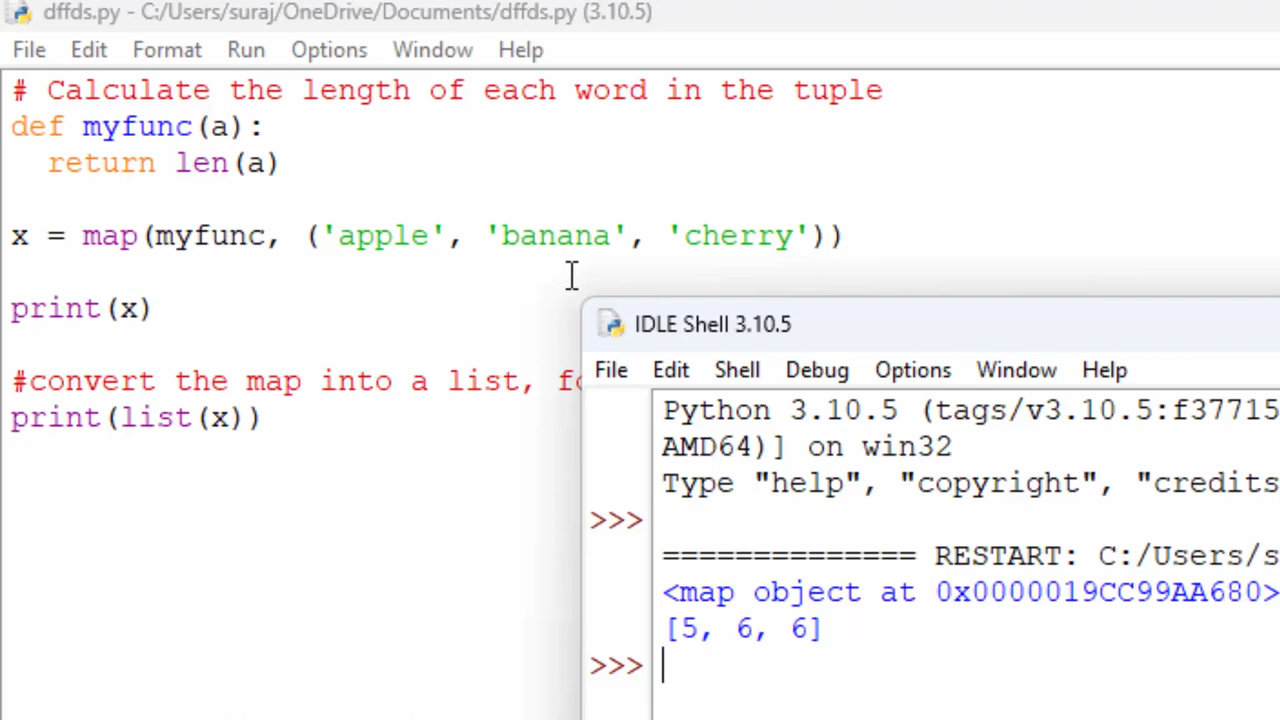 dffds.py - C:/Users/suraj/OneDrive/Documents/dffds.py (3.10.5)
File Edit Format Run Options Window Help
# Calculate the length of each word in the tuple
def myfunc(a):
  return len(a)
x = map(myfunc, ('apple', 'banana', 'cherry'))
print(x)
#convert the map into a list,
print(list(x))
IDLE Shell 3.10.5
File Edit Shell Debug Options Window Help
Python 3.10.5 (tags/v3.10.5:f37715
AMD64)] on win32
Type "help", "copyright", "credits
>>>
============== RESTART: C:/Users/s
<map object at 0x0000019CC99AA680>
[5, 6, 6]
>>>